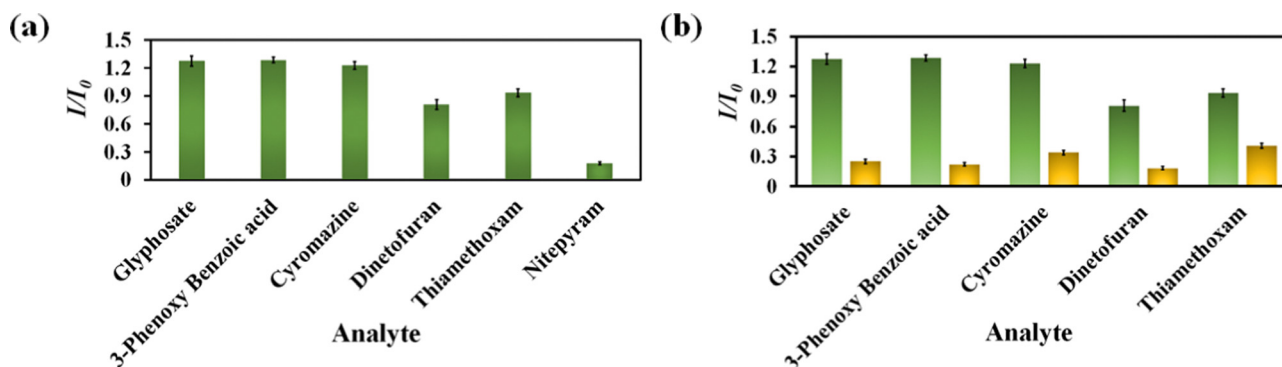 (a)
I/I0
1.5
1.2
0.9
0.6
0.3
0
Glyphosate
3-Phenoxy Benzoic acid
Cyromazine
Dinetofuran
Thiamethoxam
Nitepyram
Analyte
(b)
I/I0
1.5
1.2
0.9
0.6
0.3
0
Glyphosate
3-Phenoxy Benzoic acid
Cyromazine
Dinetofuran
Thiamethoxam
Analyte